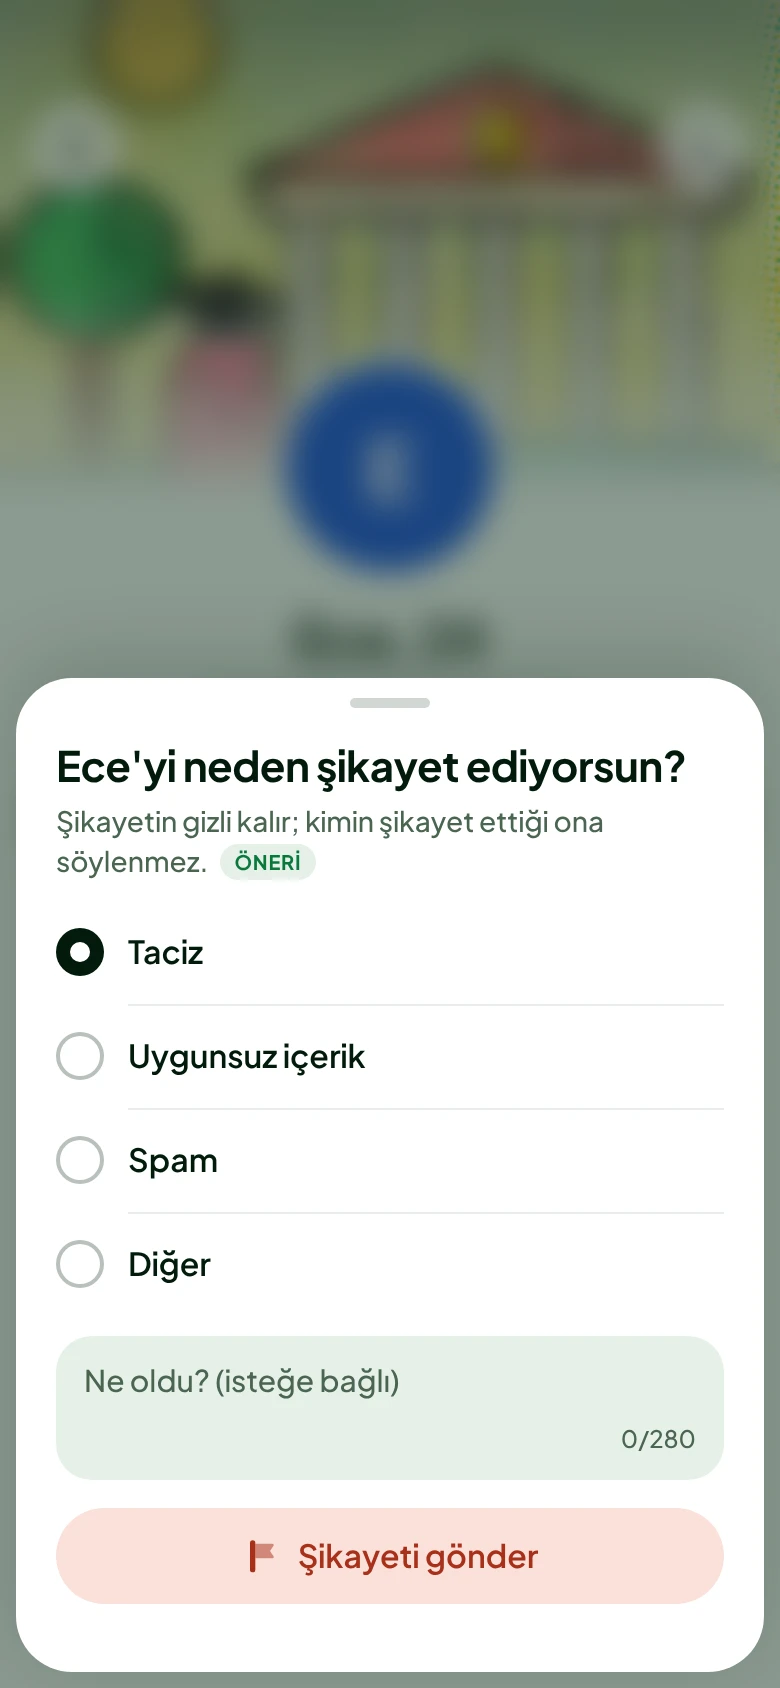 Ece'yi neden şikayet ediyorsun?
Şikayetin gizli kalır; kimin şikayet ettiği ona
söylenmez. ÖNERİ
Taciz
Uygunsuz içerik
Spam
Diğer
Ne oldu? (isteğe bağlı)
0/280
Şikayeti gönder